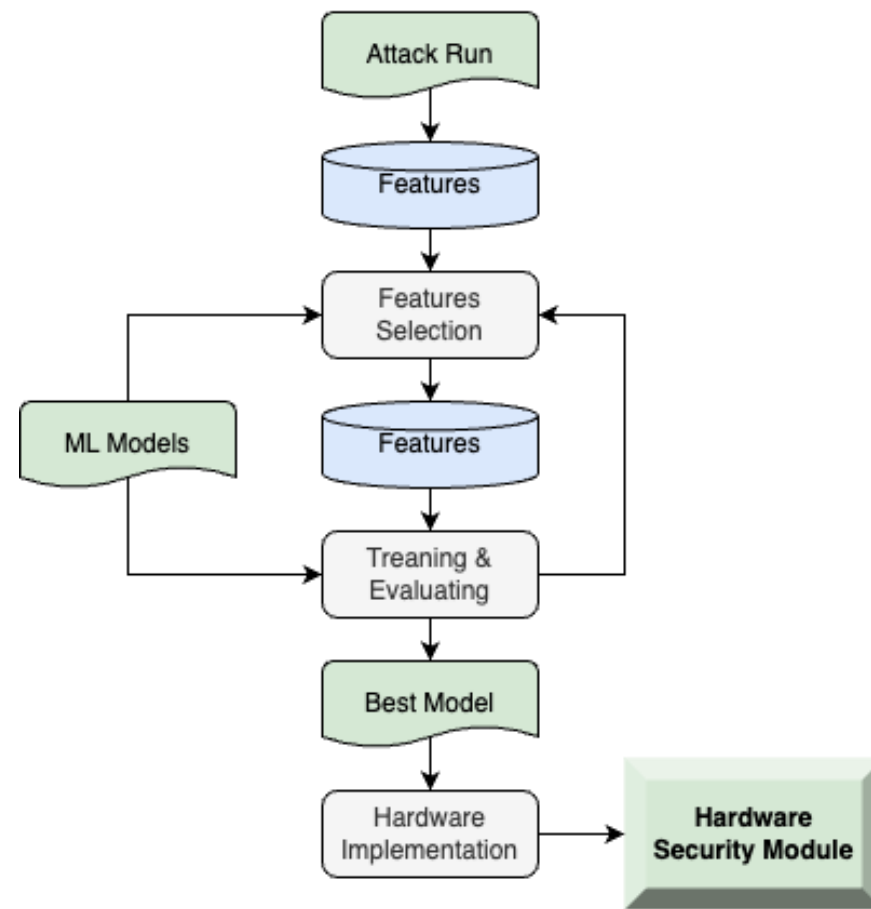 Attack Run
Features
Features
Selection
ML Models
Features
Treaning &
Evaluating
Best Model
Hardware
Implementation
Hardware
Security Module